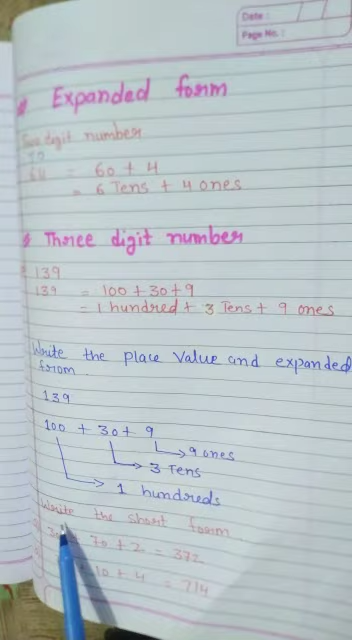 Date :
Page No. :
Expanded form
Two digit number
64 = 60 + 4
= 6 Tens + 4 ones
Three digit number
139
139 = 100 + 30 + 9
= 1 hundred + 3 Tens + 9 ones
Write the place value and expanded
from
139
100 + 30 + 9
9 ones
3 Tens
1 hundreds
Write the short form
70 + 2 = 372
10 + 4 = 714